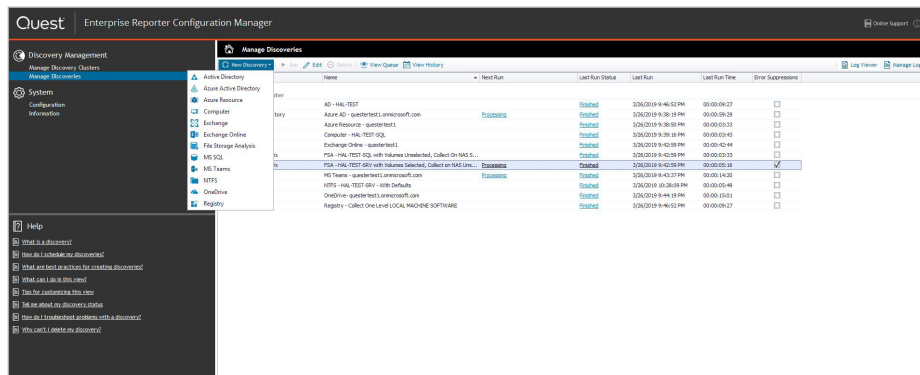 Quest Enterprise Reporter Configuration Manager
Online Support
Discovery Management
Manage Discovery Clusters
Manage Discoveries
System
Configuration
Information
Manage Discoveries
New Discovery Run Edit Delete View Queue View History Log Viewer Manage Log
Active Directory
Azure Active Directory
Azure Resource
Computer
Exchange
Exchange Online
File Storage Analysis
MS SQL
MS Teams
NTFS
OneDrive
Registry
Name Next Run Last Run Status Last Run Last Run Time Error Suppressions
AD - HAL-TEST Finished 3/26/2019 9:46:52 PM 00:00:09:27
Azure AD - questertest1.onmicrosoft.com Processing Finished 3/26/2019 9:38:19 PM 00:00:59:29
Azure Resource - questertest1 Finished 3/26/2019 9:38:50 PM 00:00:03:33
Computer - HAL-TEST-SQL Finished 3/26/2019 9:39:16 PM 00:00:03:43
Exchange Online - questertest1 Finished 3/26/2019 9:42:59 PM 00:00:42:44
FSA - HAL-TEST-SQL with Volumes Unselected, Collect On NAS S... Finished 3/26/2019 9:42:59 PM 00:00:03:33
FSA - HAL-TEST-SRV with Volumes Selected, Collect on NAS Uns... Processing Finished 3/26/2019 9:42:59 PM 00:00:05:16
MS Teams - questertest1.onmicrosoft.com Processing Finished 3/26/2019 9:43:37 PM 00:00:14:20
NTFS - HAL-TEST-SRV - With Defaults Finished 3/26/2019 10:28:09 PM 00:00:05:49
OneDrive- questertest1.onmicrosoft.com Finished 3/26/2019 9:44:19 PM 00:00:15:01
Registry - Collect One Level LOCAL MACHINE SOFTWARE Finished 3/26/2019 9:46:52 PM 00:00:09:27
Help
What is a discovery?
How do I schedule my discoveries?
What are best practices for creating discoveries?
What can I do in this view?
Tips for customizing this view
Tell me about my discovery status
How do I troubleshoot problems with a discovery?
Why can't I delete my discovery?